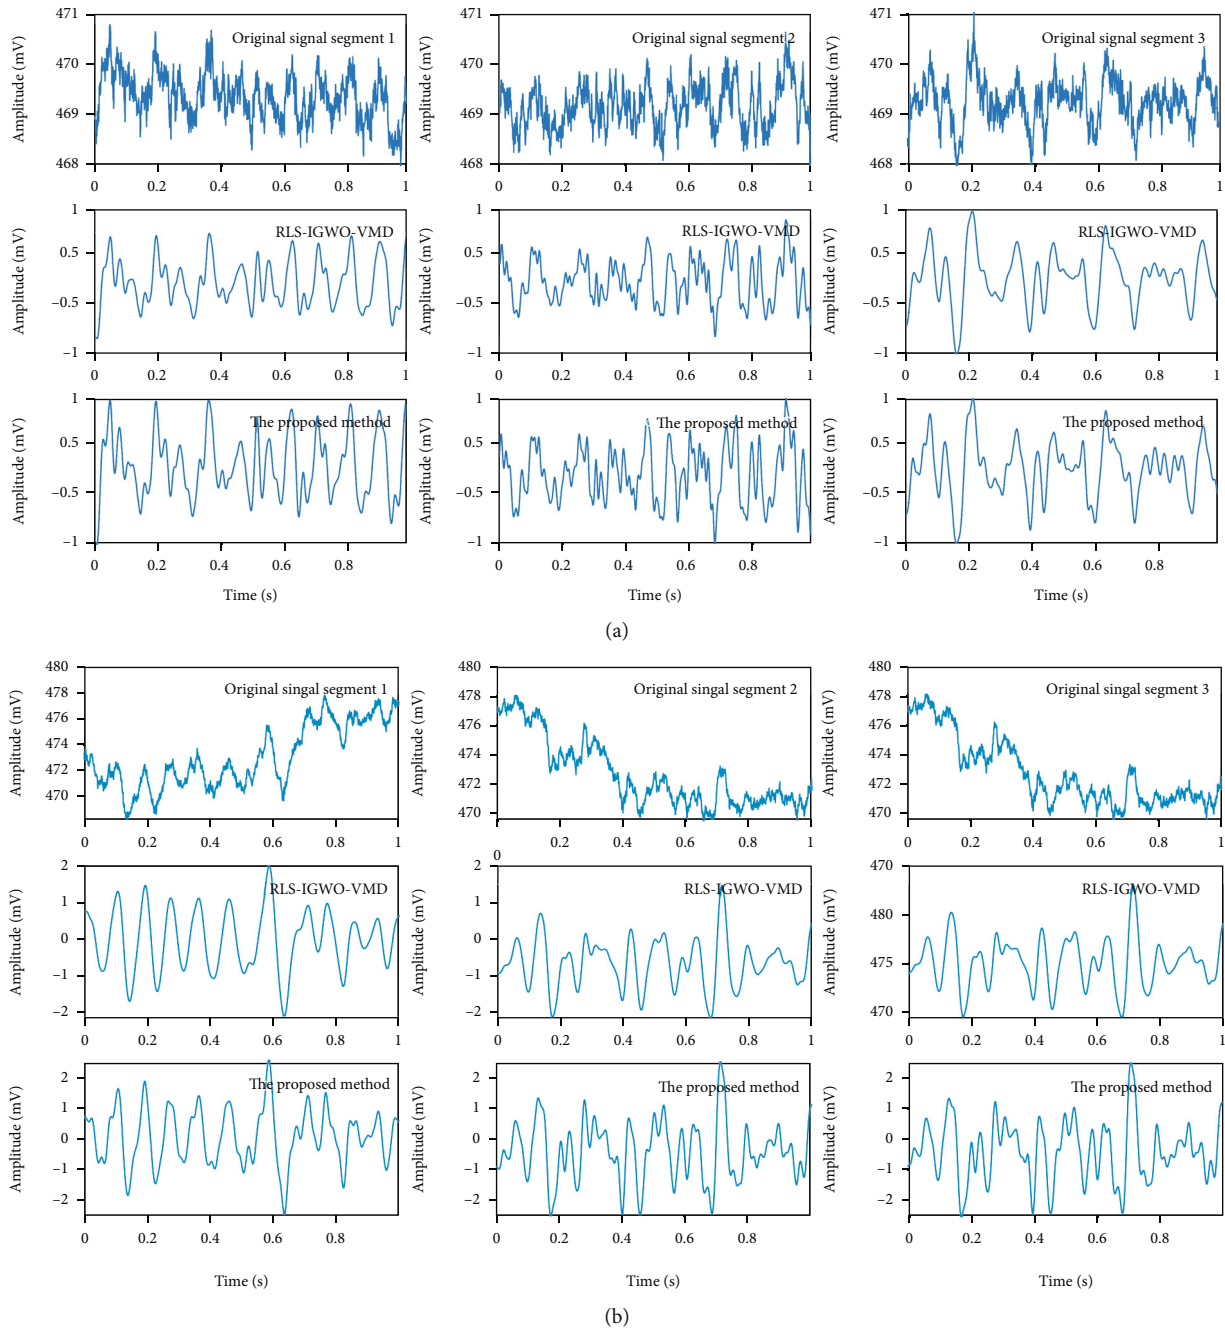 471
470
469
468
Amplitude (mV)
Original signal segment 1
0 0.2 0.4 0.6 0.8 1
471
470
469
468
Amplitude (mV)
Original signal segment 2
0 0.2 0.4 0.6 0.8 1
471
470
469
468
Amplitude (mV)
Original signal segment 3
0 0.2 0.4 0.6 0.8 1
1
0.5
−0.5
−1
Amplitude (mV)
RLS-IGWO-VMD
0 0.2 0.4 0.6 0.8 1
1
0.5
−0.5
−1
Amplitude (mV)
RLS-IGWO-VMD
0 0.2 0.4 0.6 0.8 1
1
0.5
−0.5
−1
Amplitude (mV)
RLS-IGWO-VMD
0 0.2 0.4 0.6 0.8 1
1
0.5
−0.5
−1
Amplitude (mV)
The proposed method
0 0.2 0.4 0.6 0.8
Time (s)
1
0.5
−0.5
−1
Amplitude (mV)
The proposed method
0 0.2 0.4 0.6 0.8
Time (s)
1
0.5
−0.5
−1
Amplitude (mV)
The proposed method
0 0.2 0.4 0.6 0.8
Time (s)
(a)
480
478
476
474
472
470
Amplitude (mV)
Original singal segment 1
0 0.2 0.4 0.6 0.8 1
480
478
476
474
472
470
Amplitude (mV)
Original singal segment 2
0 0.2 0.4 0.6 0.8 1
480
478
476
474
472
470
Amplitude (mV)
Original singal segment 3
0 0.2 0.4 0.6 0.8 1
2
1
0
−1
−2
Amplitude (mV)
RLS-IGWO-VMD
0 0.2 0.4 0.6 0.8 1
0
2
1
0
−1
−2
Amplitude (mV)
RLS-IGWO-VMD
0 0.2 0.4 0.6 0.8 1
470
480
475
470
Amplitude (mV)
RLS-IGWO-VMD
0 0.2 0.4 0.6 0.8 1
2
1
0
−1
−2
Amplitude (mV)
The proposed method
0 0.2 0.4 0.6 0.8
Time (s)
2
1
0
−1
−2
Amplitude (mV)
The proposed method
0 0.2 0.4 0.6 0.8
Time (s)
2
1
0
−1
−2
Amplitude (mV)
The proposed method
0 0.2 0.4 0.6 0.8
Time (s)
(b)